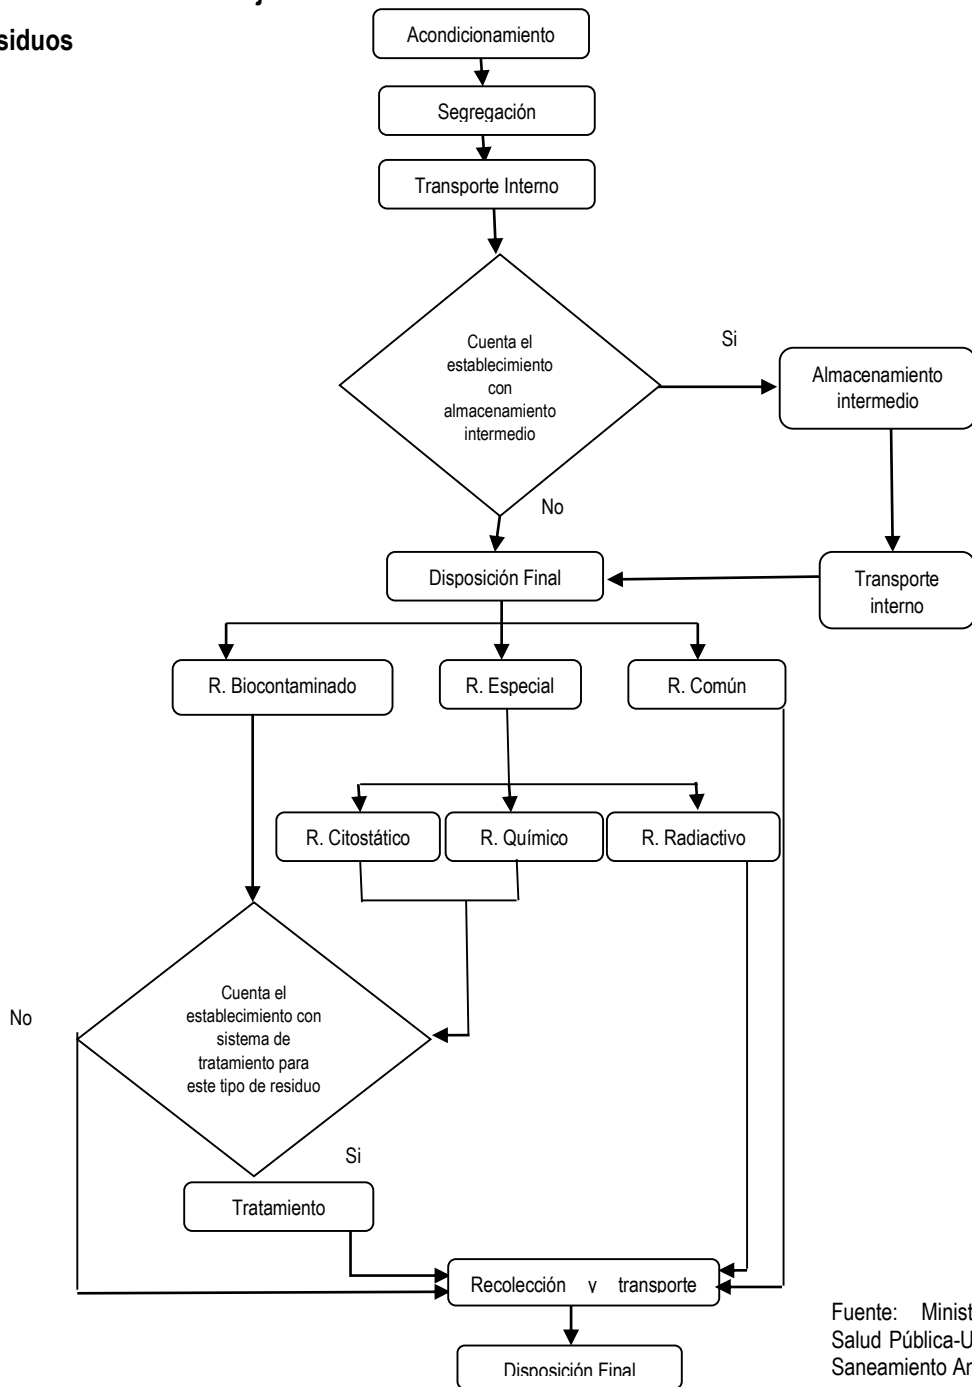 siduos
Acondicionamiento
Segregación
Transporte Interno
Cuenta el
establecimiento
con
almacenamiento
intermedio
Si
Almacenamiento
intermedio
No
Disposición Final
Transporte
interno
R. Biocontaminado
R. Especial
R. Común
R. Citostático
R. Químico
R. Radiactivo
Cuenta el
establecimiento con
sistema de
tratamiento para
este tipo de residuo
No
Si
Tratamiento
Recolección y transporte
Disposición Final
Fuente: Minist
Salud Pública-U
Saneamiento Ar